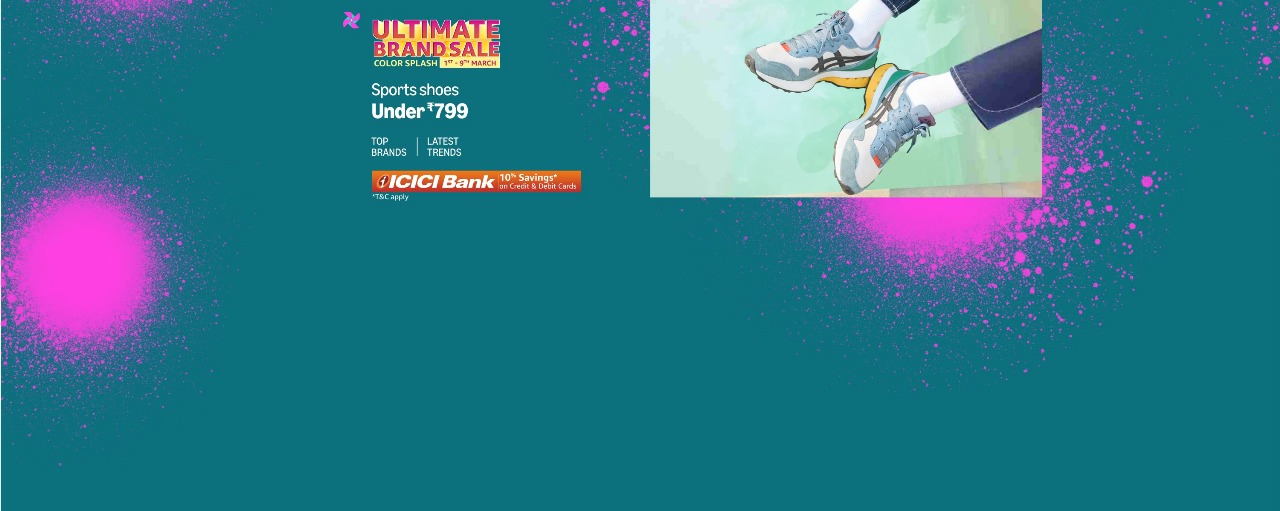 ULTIMATE
BRAND SALE
COLOR SPLASH 1ST - 9TH MARCH
Sports shoes
Under ₹799
TOP BRANDS
LATEST TRENDS
ICICI Bank
10%* Savings*
on Credit & Debit Cards
*T&C apply